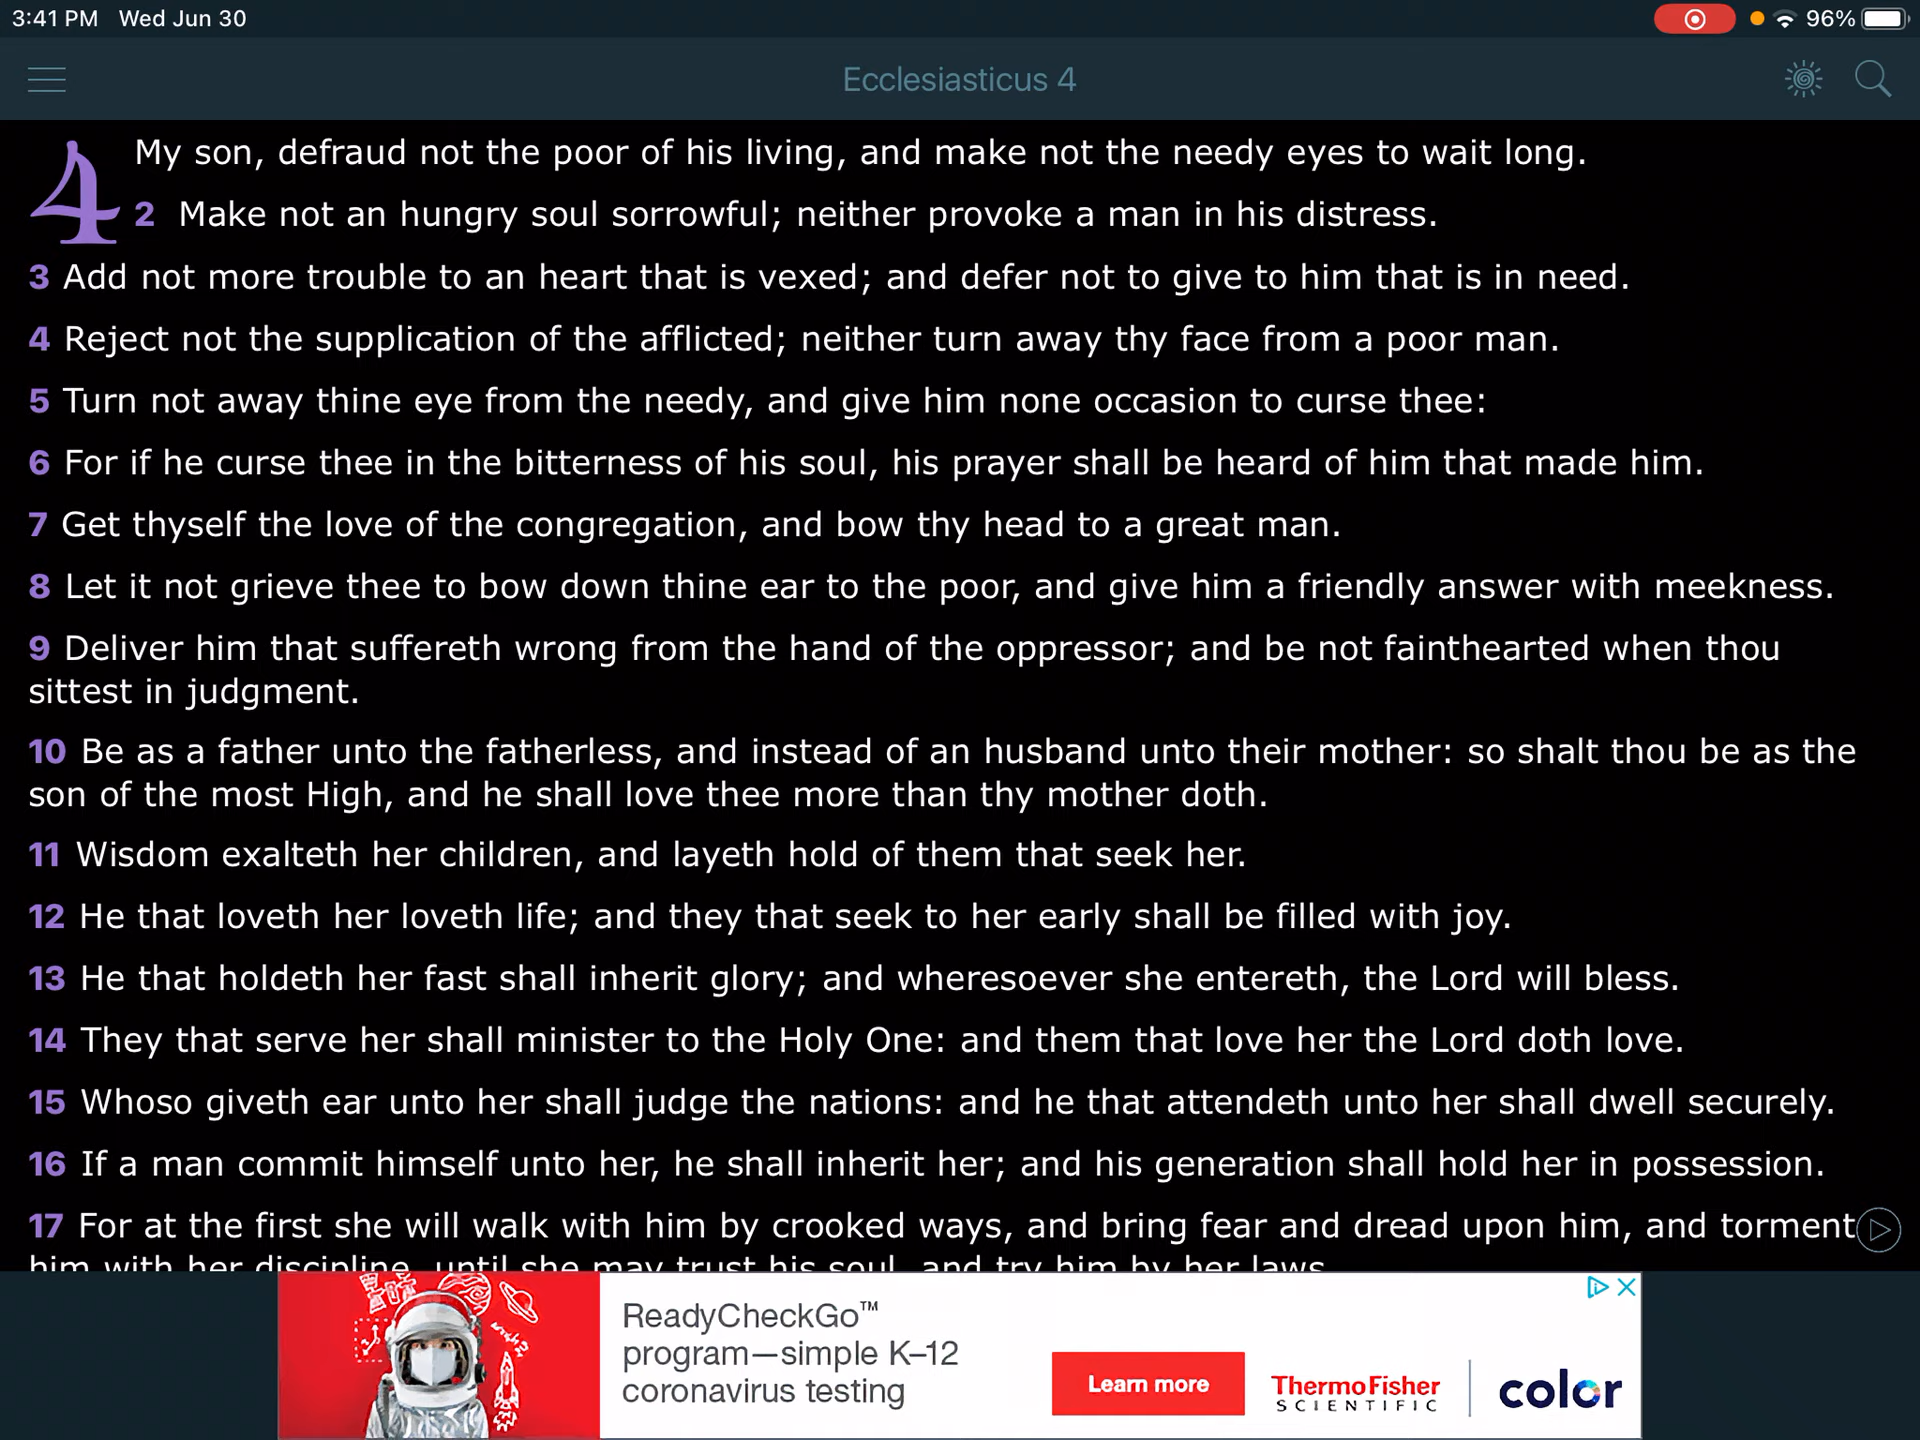 3:41 PM Wed Jun 30
96%
Ecclesiasticus 4
4 My son, defraud not the poor of his living, and make not the needy eyes to wait long.
2 Make not an hungry soul sorrowful; neither provoke a man in his distress.
3 Add not more trouble to an heart that is vexed; and defer not to give to him that is in need.
4 Reject not the supplication of the afflicted; neither turn away thy face from a poor man.
5 Turn not away thine eye from the needy, and give him none occasion to curse thee:
6 For if he curse thee in the bitterness of his soul, his prayer shall be heard of him that made him.
7 Get thyself the love of the congregation, and bow thy head to a great man.
8 Let it not grieve thee to bow down thine ear to the poor, and give him a friendly answer with meekness.
9 Deliver him that suffereth wrong from the hand of the oppressor; and be not fainthearted when thou
sittest in judgment.
10 Be as a father unto the fatherless, and instead of an husband unto their mother: so shalt thou be as the
son of the most High, and he shall love thee more than thy mother doth.
11 Wisdom exalteth her children, and layeth hold of them that seek her.
12 He that loveth her loveth life; and they that seek to her early shall be filled with joy.
13 He that holdeth her fast shall inherit glory; and wheresoever she entereth, the Lord will bless.
14 They that serve her shall minister to the Holy One: and them that love her the Lord doth love.
15 Whoso giveth ear unto her shall judge the nations: and he that attendeth unto her shall dwell securely.
16 If a man commit himself unto her, he shall inherit her; and his generation shall hold her in possession.
17 For at the first she will walk with him by crooked ways, and bring fear and dread upon him, and torment
him with her discipline, until she may trust his soul, and try him by her laws.
ReadyCheckGo™
program—simple K–12
coronavirus testing
Learn more
ThermoFisher
SCIENTIFIC
color